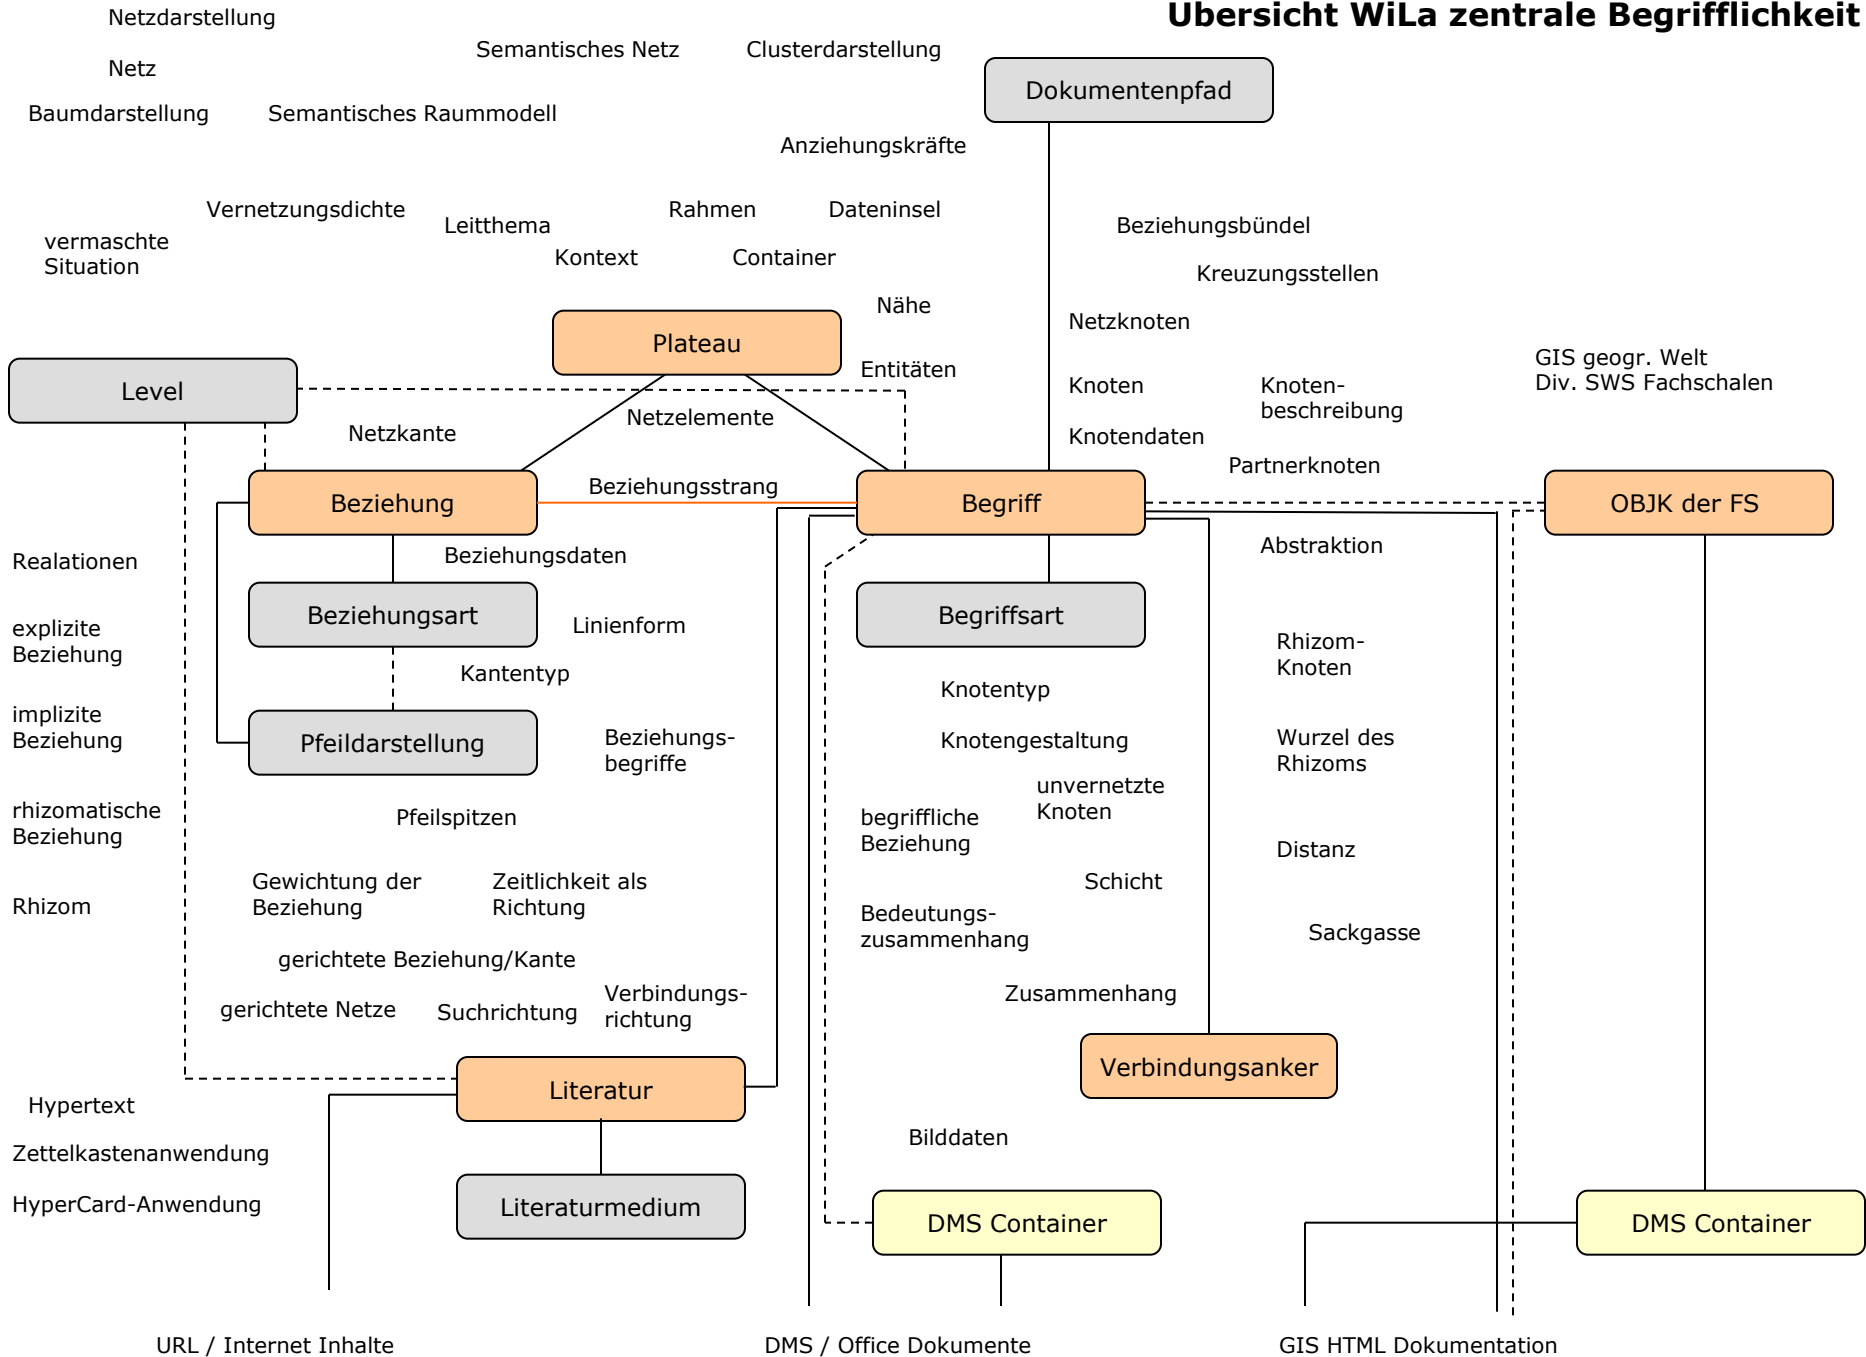 Übersicht WiLa zentrale Begrifflichkeit
Netzdarstellung
Semantisches Netz
Clusterdarstellung
Netz
Dokumentenpfad
Baumdarstellung
Semantisches Raummodell
Anziehungskräfte
Vernetzungsdichte
Leitthema
Rahmen
Dateninsel
Beziehungsbündel
vermaschte
Situation
Kontext
Container
Kreuzungsstellen
Nähe
Netzknoten
Plateau
GIS geogr. Welt
Div. SWS Fachschalen
Level
Entitäten
Knoten
Knoten-
beschreibung
Netzkante
Netzelemente
Knotendaten
Partnerknoten
Beziehung
Beziehungsstrang
Begriff
OBJK der FS
Realationen
Beziehungsdaten
Abstraktion
Beziehungsart
Linienform
Begriffsart
explizite
Beziehung
Rhizom-
Knoten
Kantentyp
Knotentyp
implizite
Beziehung
Pfeildarstellung
Beziehungs-
begriffe
Knotengestaltung
Wurzel des
Rhizoms
unvernetzte
Knoten
rhizomatische
Beziehung
Pfeilspitzen
begriffliche
Beziehung
Distanz
Rhizom
Gewichtung der
Beziehung
Zeitlichkeit als
Richtung
Schicht
Bedeutungs-
zusammenhang
Sackgasse
gerichtete Beziehung/Kante
gerichtete Netze
Suchrichtung
Verbindungs-
richtung
Zusammenhang
Literatur
Verbindungsanker
Hypertext
Bilddaten
Zettelkastenanwendung
HyperCard-Anwendung
Literaturmedium
DMS Container
DMS Container
URL / Internet Inhalte
DMS / Office Dokumente
GIS HTML Dokumentation